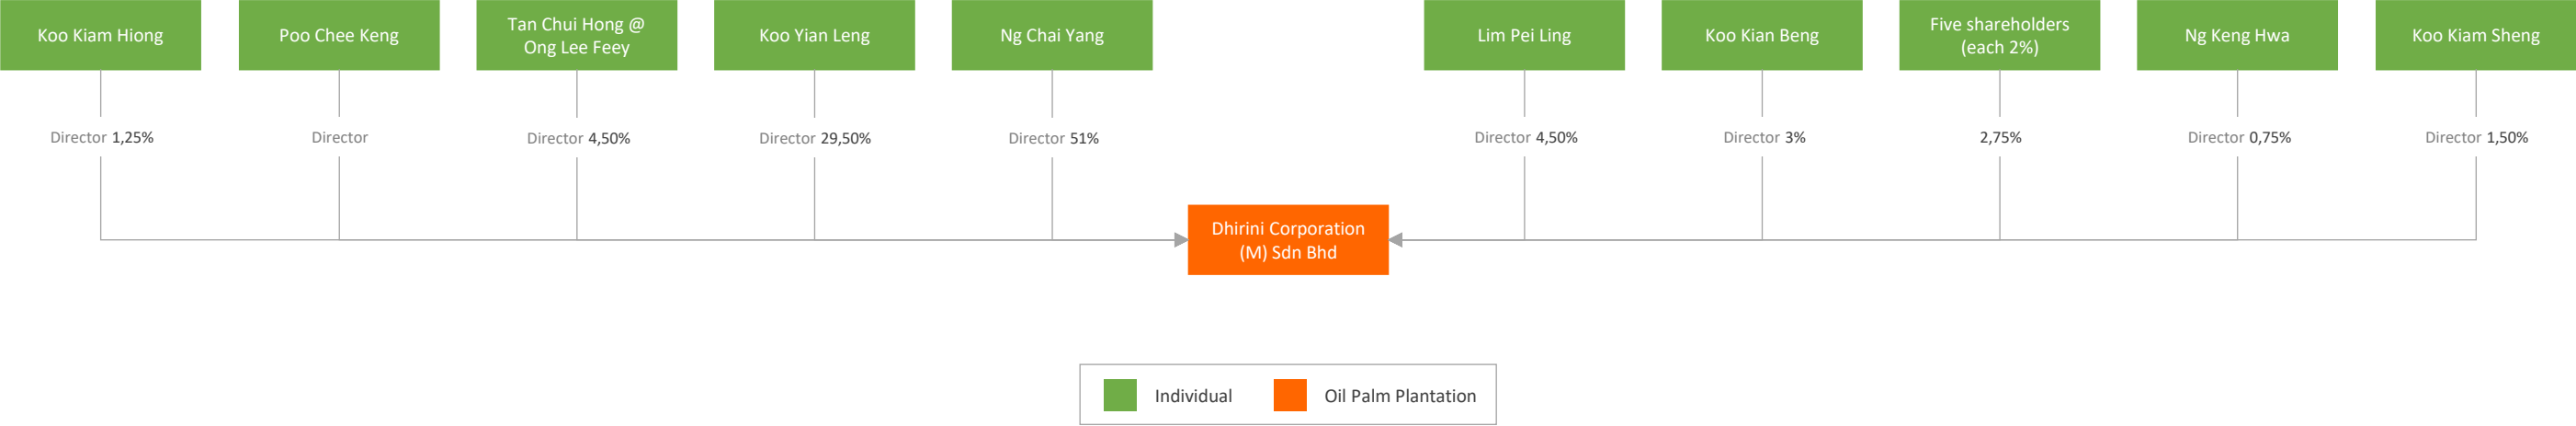 Koo Kiam Hiong
Poo Chee Keng
Tan Chui Hong @
Ong Lee Feey
Koo Yian Leng
Ng Chai Yang
Lim Pei Ling
Koo Kian Beng
Five shareholders
(each 2%)
Ng Keng Hwa
Koo Kiam Sheng
Director 1,25%
Director
Director 4,50%
Director 29,50%
Director 51%
Director 4,50%
Director 3%
2,75%
Director 0,75%
Director 1,50%
Dhirini Corporation
(M) Sdn Bhd
Individual
Oil Palm Plantation